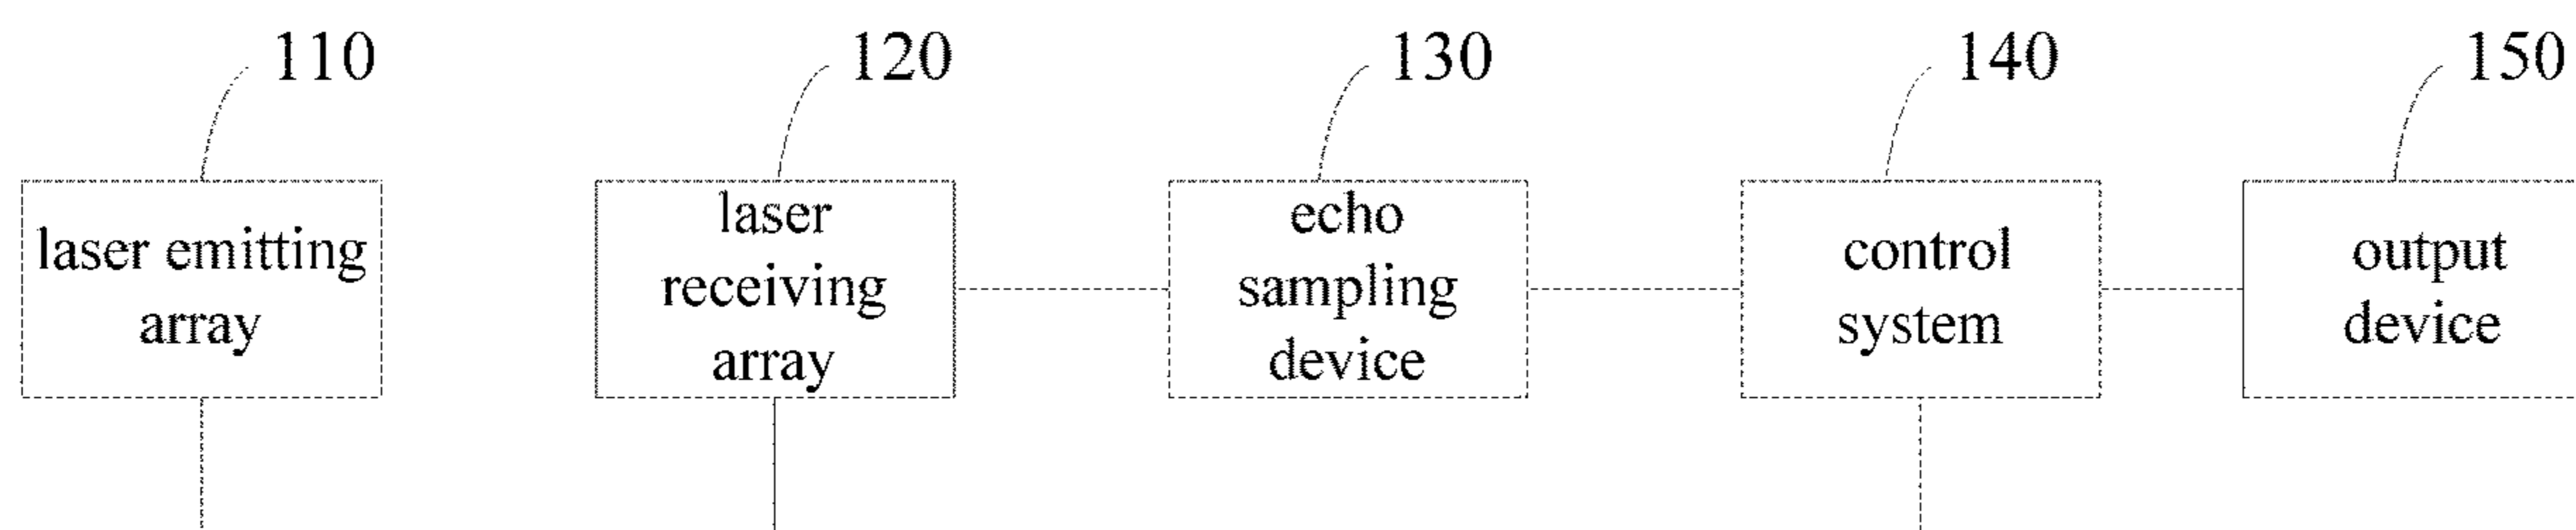 110
120
130
140
150
laser emitting
array
laser
receiving
array
echo
sampling
device
control
system
output
device